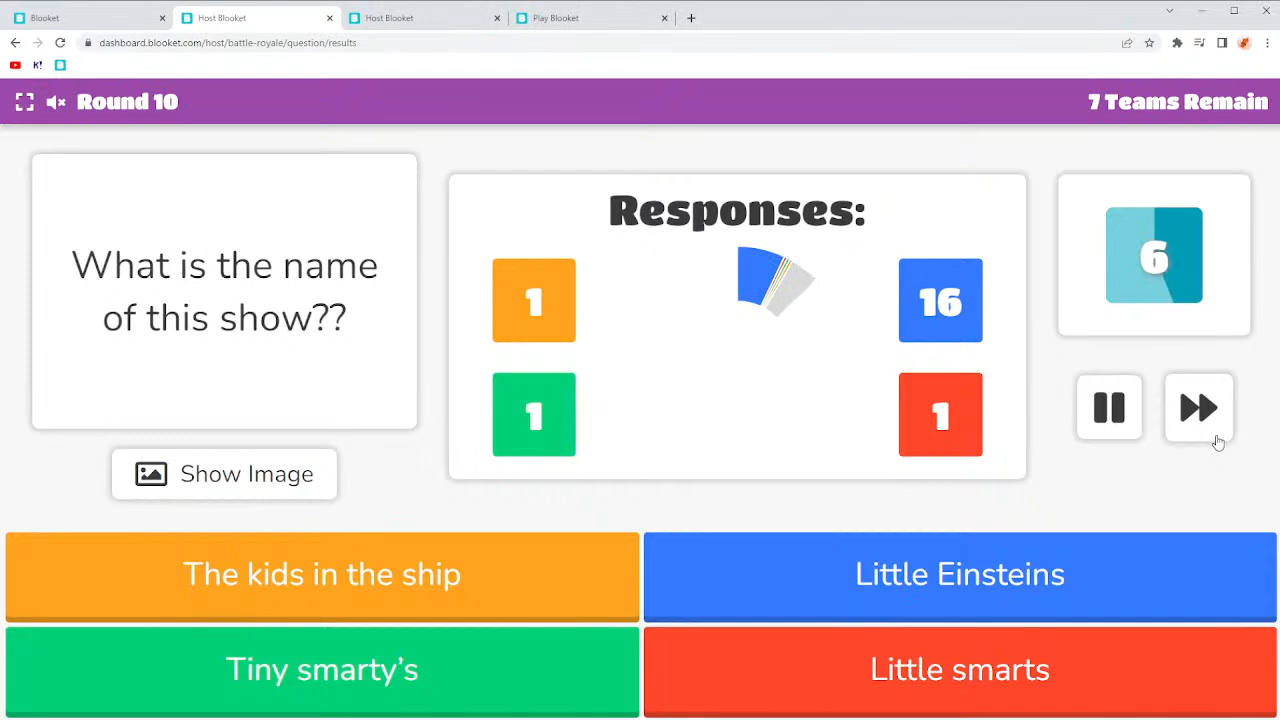 Blooket
Host Blooket
Host Blooket
Play Blooket
dashboard.blooket.com/host/battle-royale/question/results
K!
Round 10
7 Teams Remain
What is the name
of this show??
Show Image
Responses:
1
16
1
1
6
The kids in the ship
Little Einsteins
Tiny smarty’s
Little smarts